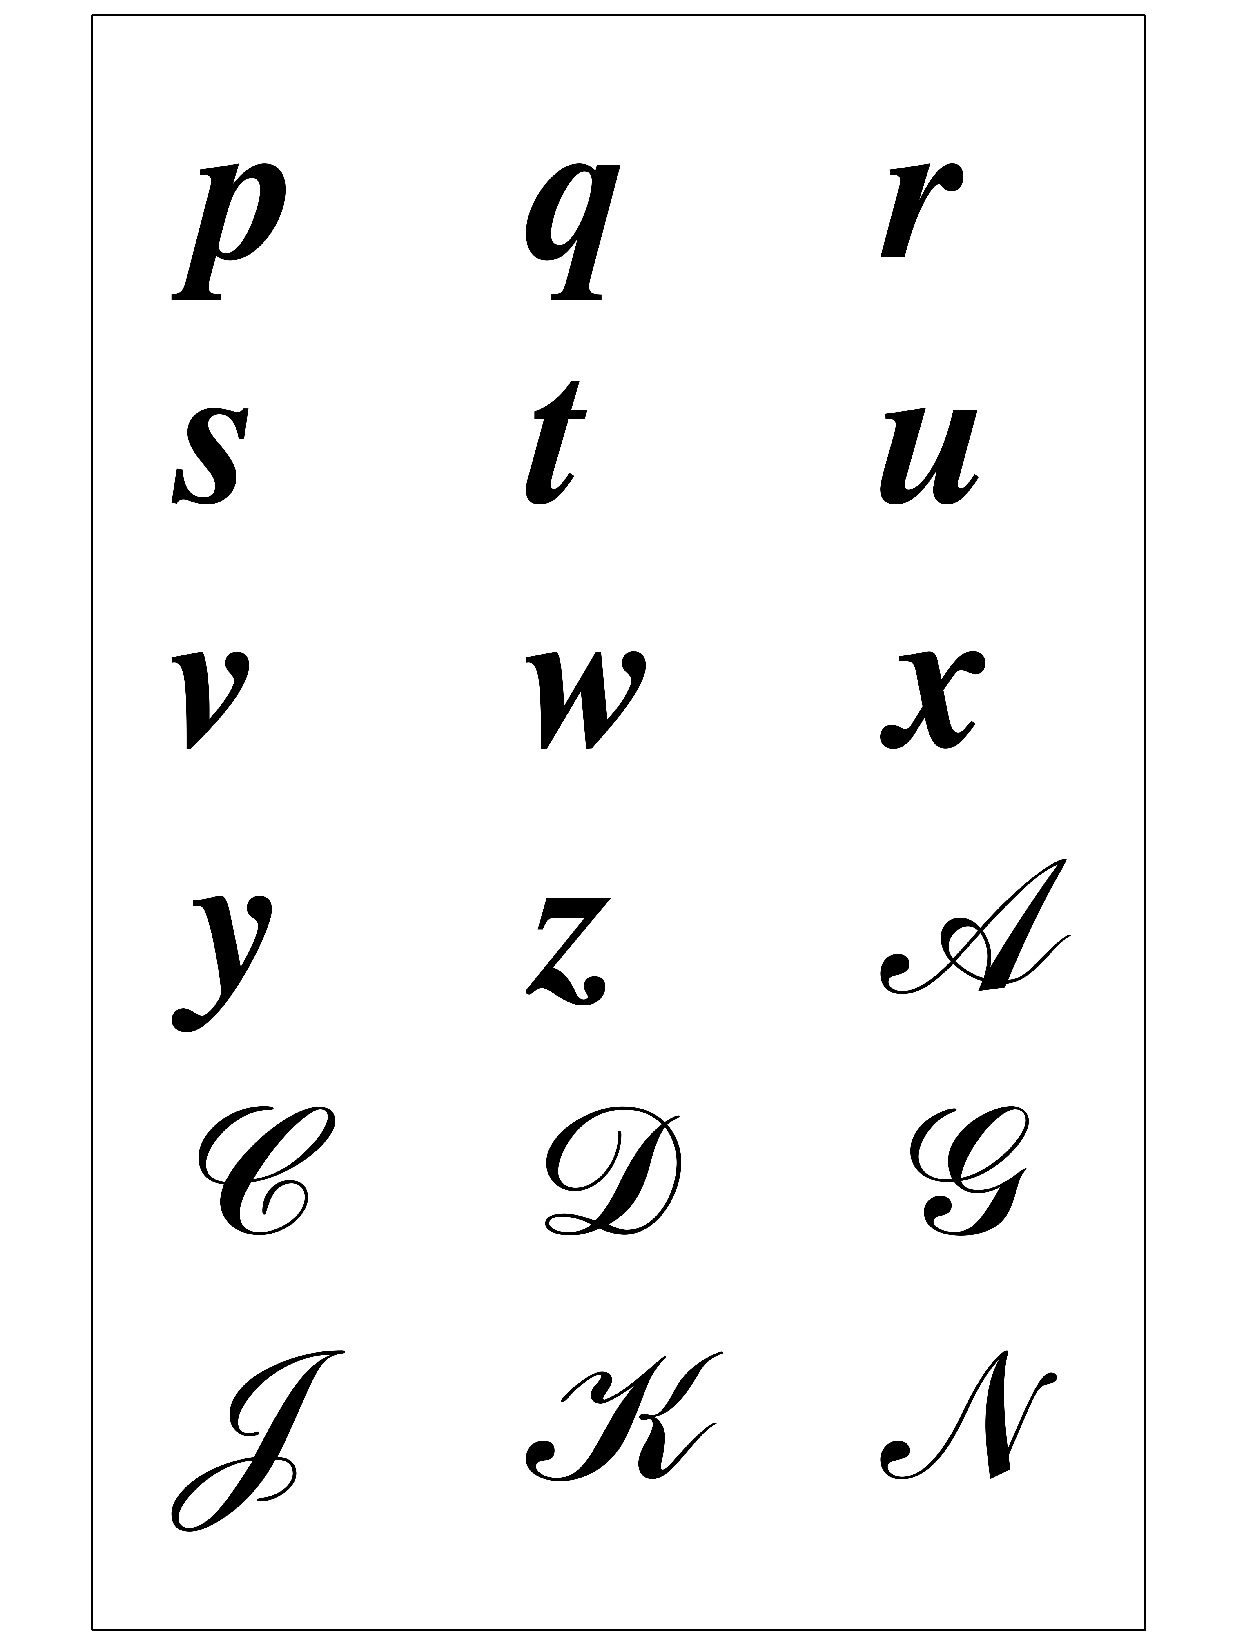 p q r
s t u
v w x
y z 𝒜
𝒞 𝒟 𝒢
𝒥 𝒦 𝒩